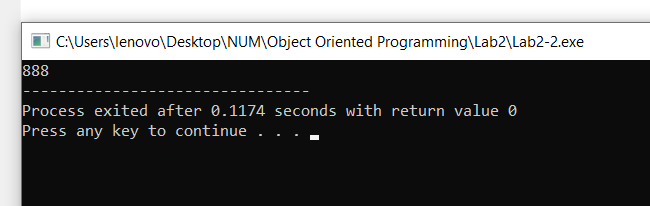 C:\Users\lenovo\Desktop\NUM\Object Oriented Programming\Lab2\Lab2-2.exe
888
--------------------------------
Process exited after 0.1174 seconds with return value 0
Press any key to continue . . .